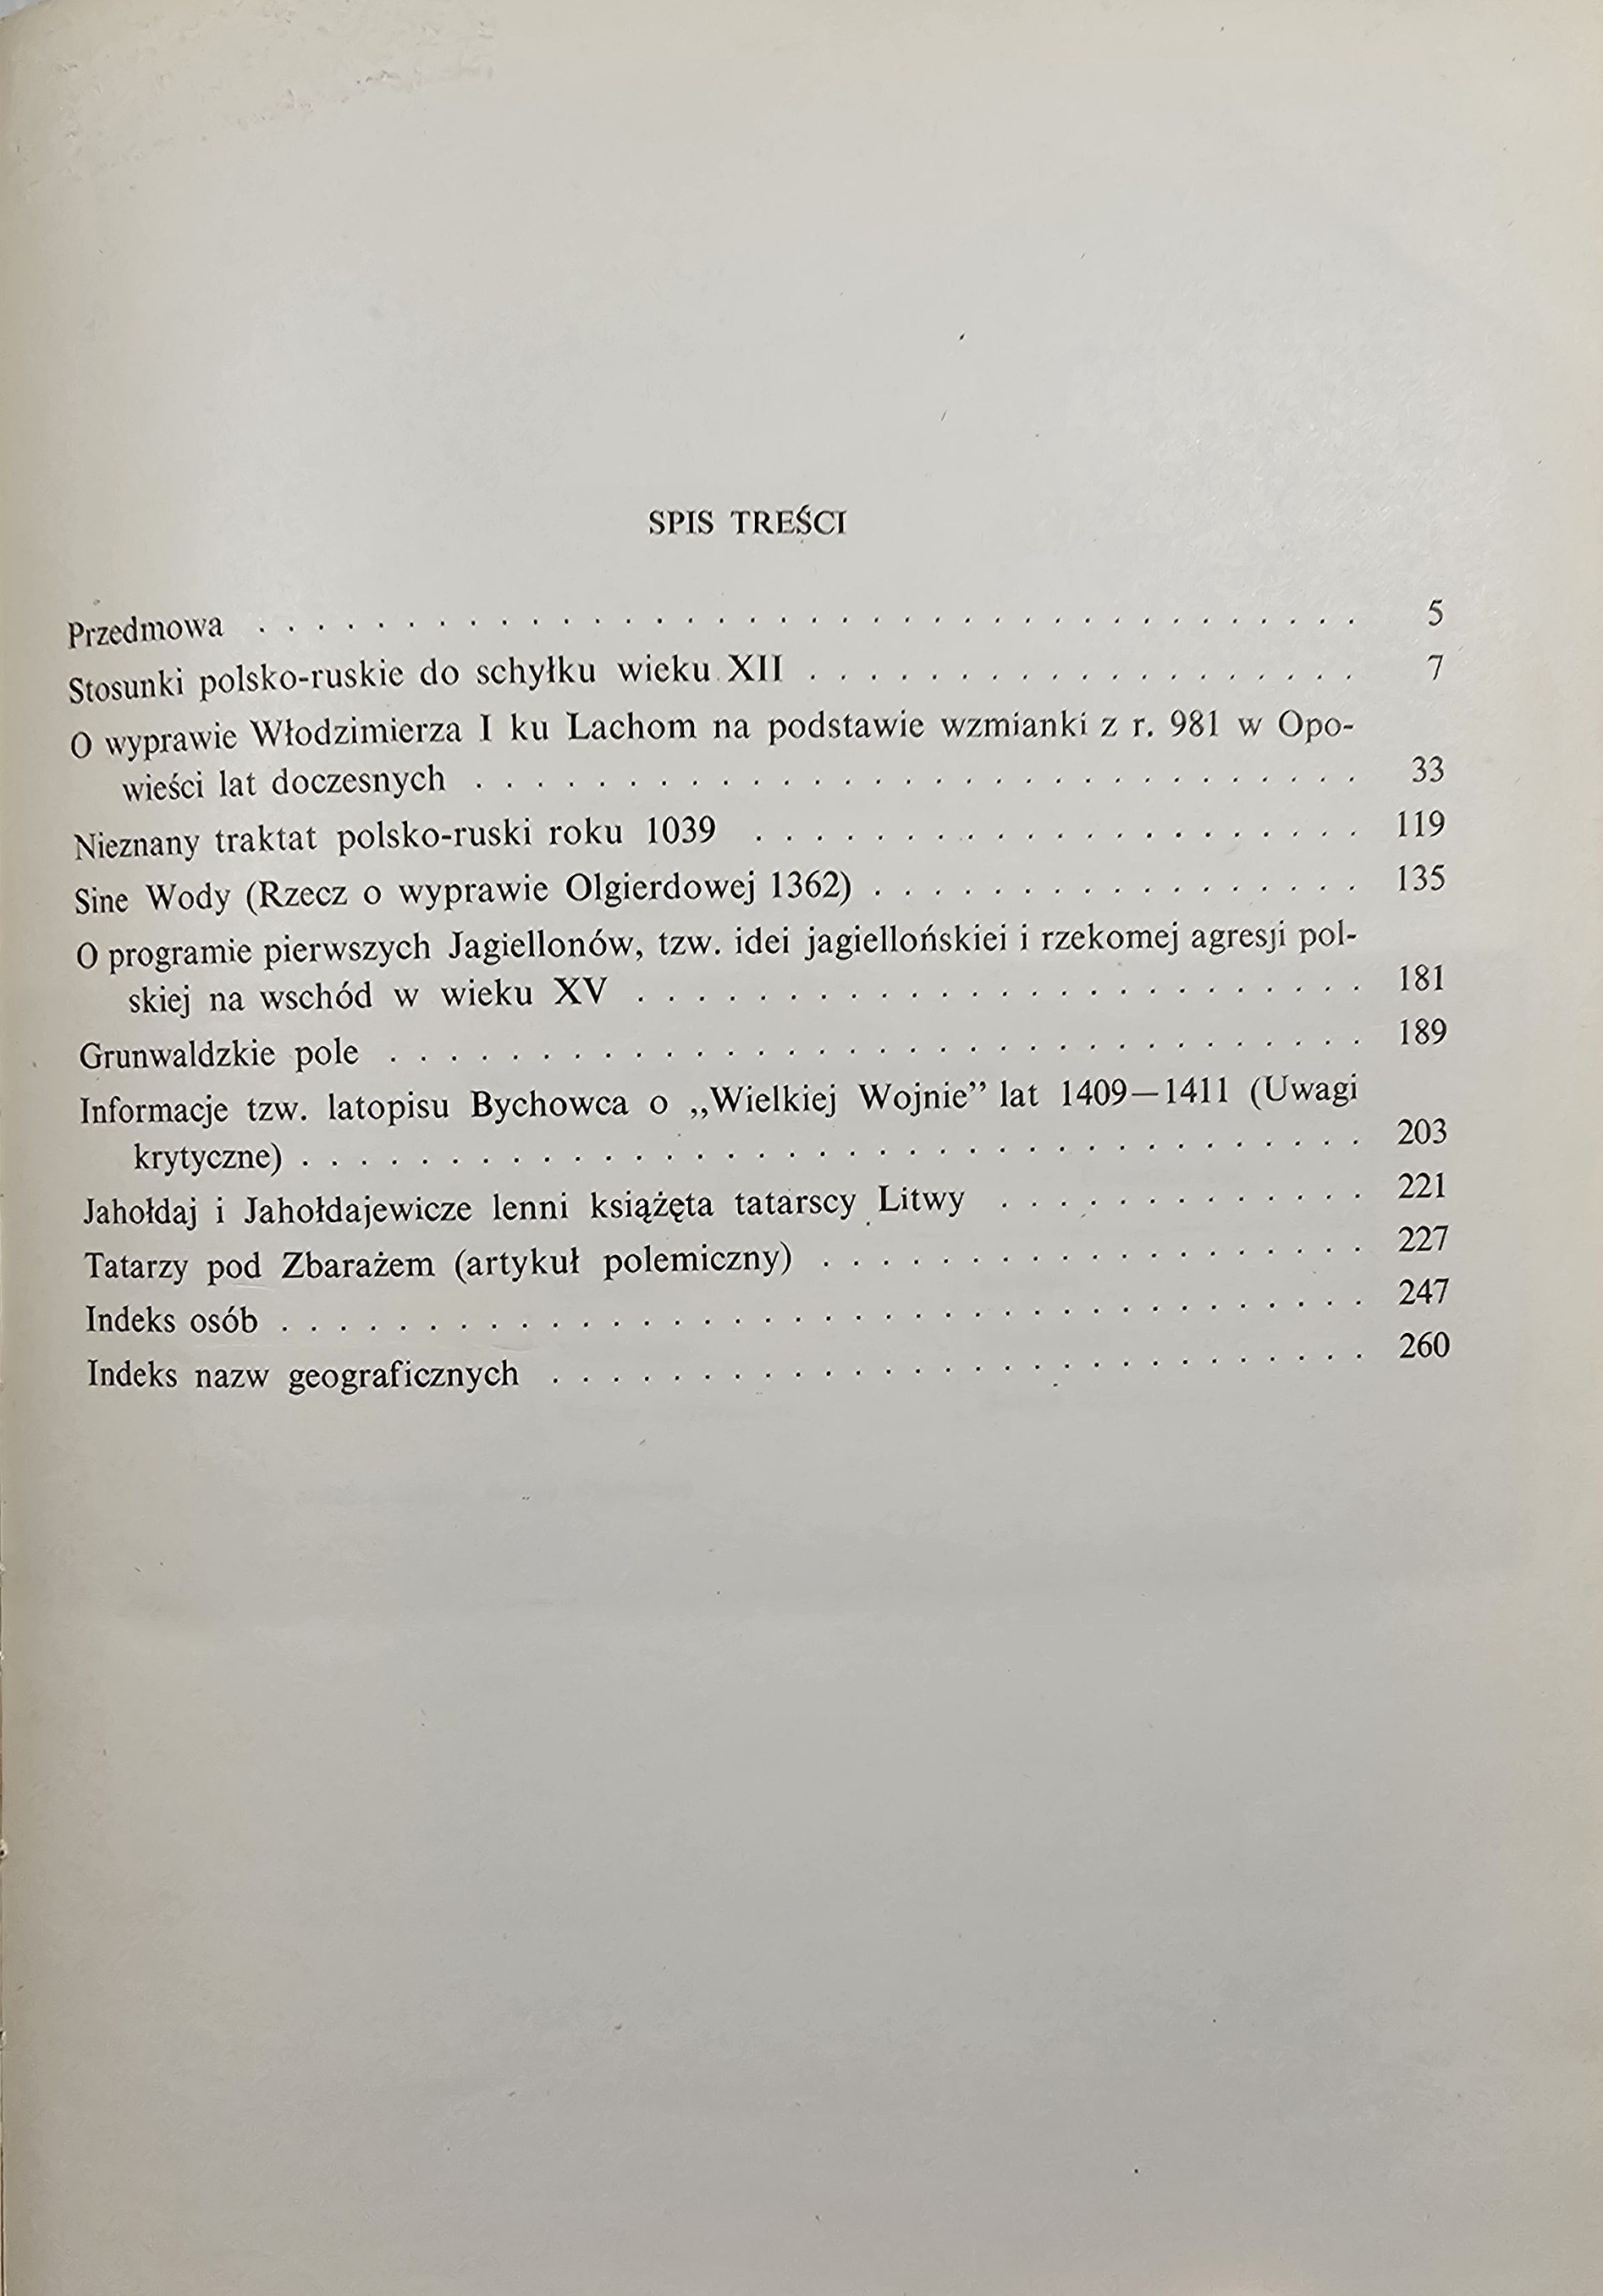 SPIS TREŚCI
Przedmowa . . . . . . . . . . . . . . . . . . . . . . . . . . . . . . . . . . . . 5
Stosunki polsko-ruskie do schyłku wieku XII . . . . . . . . . . . . . . . . . . . 7
O wyprawie Włodzimierza I ku Lachom na podstawie wzmianki z r. 981 w Opo-
wieści lat doczesnych . . . . . . . . . . . . . . . . . . . . . . . . . . . . . 33
Nieznany traktat polsko-ruski roku 1039 . . . . . . . . . . . . . . . . . . . . 119
Sine Wody (Rzecz o wyprawie Olgierdowej 1362) . . . . . . . . . . . . . . . . . 135
O programie pierwszych Jagiellonów, tzw. idei jagiellońskiei i rzekomej agresji pol-
skiej na wschód w wieku XV . . . . . . . . . . . . . . . . . . . . . . . . 181
Grunwaldzkie pole . . . . . . . . . . . . . . . . . . . . . . . . . . . . . . . . 189
Informacje tzw. latopisu Bychowca o „Wielkiej Wojnie” lat 1409—1411 (Uwagi
krytyczne) . . . . . . . . . . . . . . . . . . . . . . . . . . . . . . . . . . . 203
Jahołdaj i Jahołdajewicze lenni książęta tatarscy Litwy . . . . . . . . . . . . . 221
Tatarzy pod Zbarażem (artykuł polemiczny) . . . . . . . . . . . . . . . . . . . 227
Indeks osób . . . . . . . . . . . . . . . . . . . . . . . . . . . . . . . . . . . . 247
Indeks nazw geograficznych . . . . . . . . . . . . . . . . . . . . . . . . . . . 260